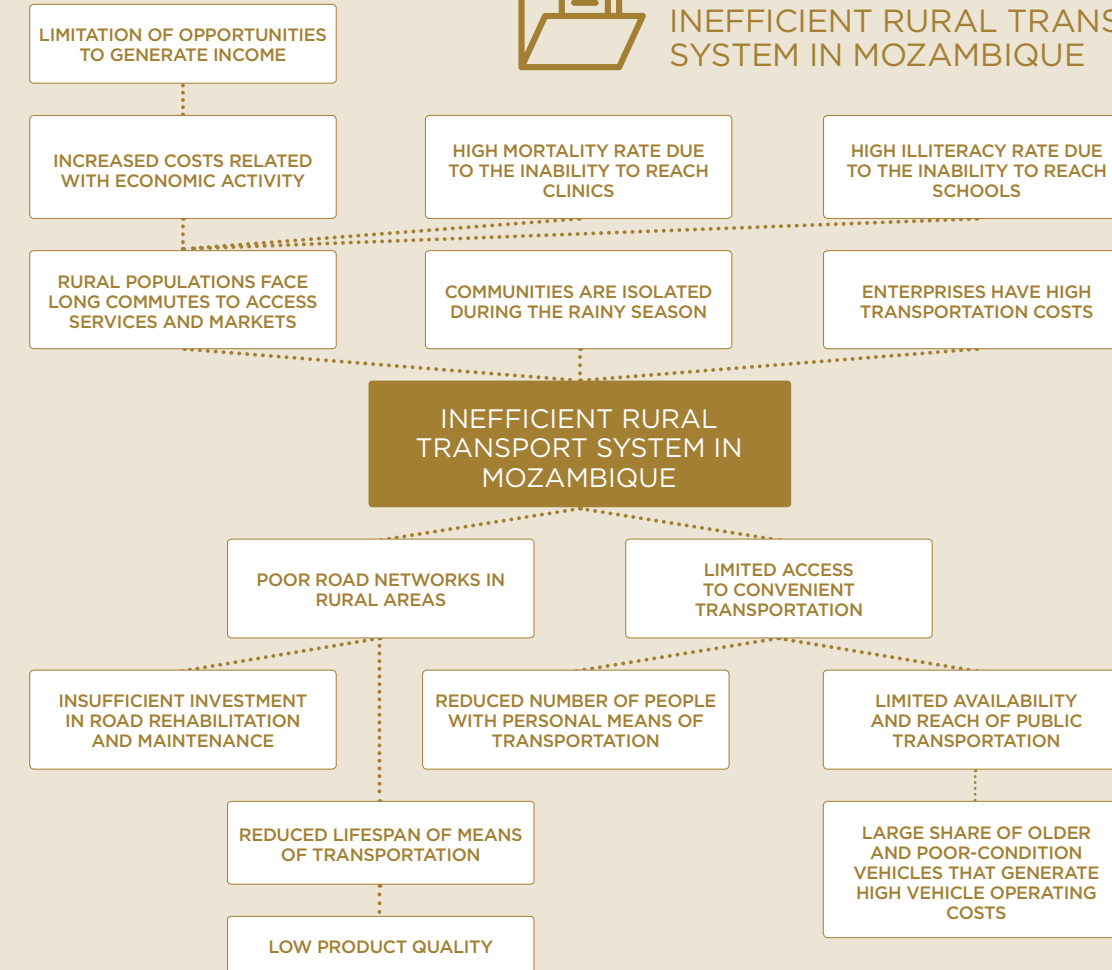 INEFFICIENT RURAL
SYSTEM IN MOZAMBIQUE
LIMITATION OF OPPORTUNITIES
TO GENERATE INCOME
INCREASED COSTS RELATED
WITH ECONOMIC ACTIVITY
HIGH MORTALITY RATE DUE
TO THE INABILITY TO REACH
CLINICS
HIGH ILLITERACY RATE DUE
TO THE INABILITY TO REACH
SCHOOLS
RURAL POPULATIONS FACE
LONG COMMUTES TO ACCESS
SERVICES AND MARKETS
COMMUNITIES ARE ISOLATED
DURING THE RAINY SEASON
ENTERPRISES HAVE HIGH
TRANSPORTATION COSTS
INEFFICIENT RURAL
TRANSPORT SYSTEM IN
MOZAMBIQUE
POOR ROAD NETWORKS IN
RURAL AREAS
LIMITED ACCESS
TO CONVENIENT
TRANSPORTATION
INSUFFICIENT INVESTMENT
IN ROAD REHABILITATION
AND MAINTENANCE
REDUCED NUMBER OF PEOPLE
WITH PERSONAL MEANS OF
TRANSPORTATION
LIMITED AVAILABILITY
AND REACH OF PUBLIC
TRANSPORTATION
REDUCED LIFESPAN OF MEANS
OF TRANSPORTATION
LARGE SHARE OF OLDER
AND POOR-CONDITION
VEHICLES THAT GENERATE
HIGH VEHICLE OPERATING
COSTS
LOW PRODUCT QUALITY